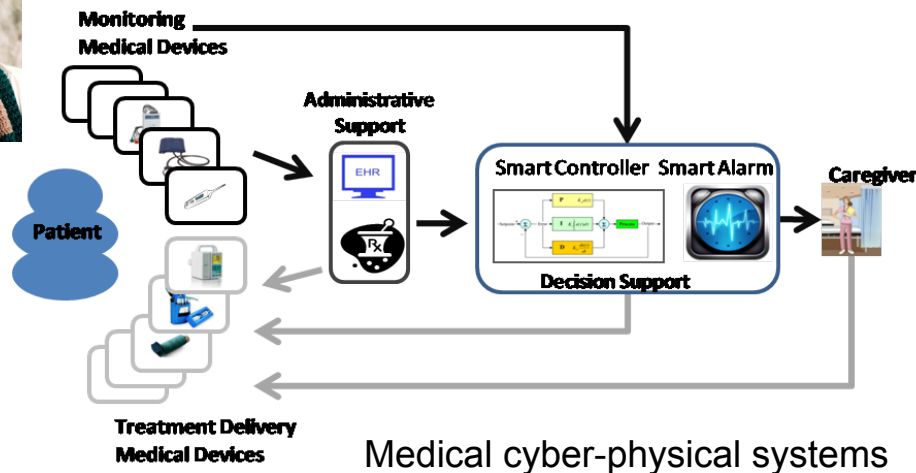 Monitoring
Medical Devices
Administrative
Support
EHR
Rx
Smart Controller Smart Alarm
Caregiver
Patient
P
I
D
Decision Support
Treatment Delivery
Medical Devices
Medical cyber-physical systems